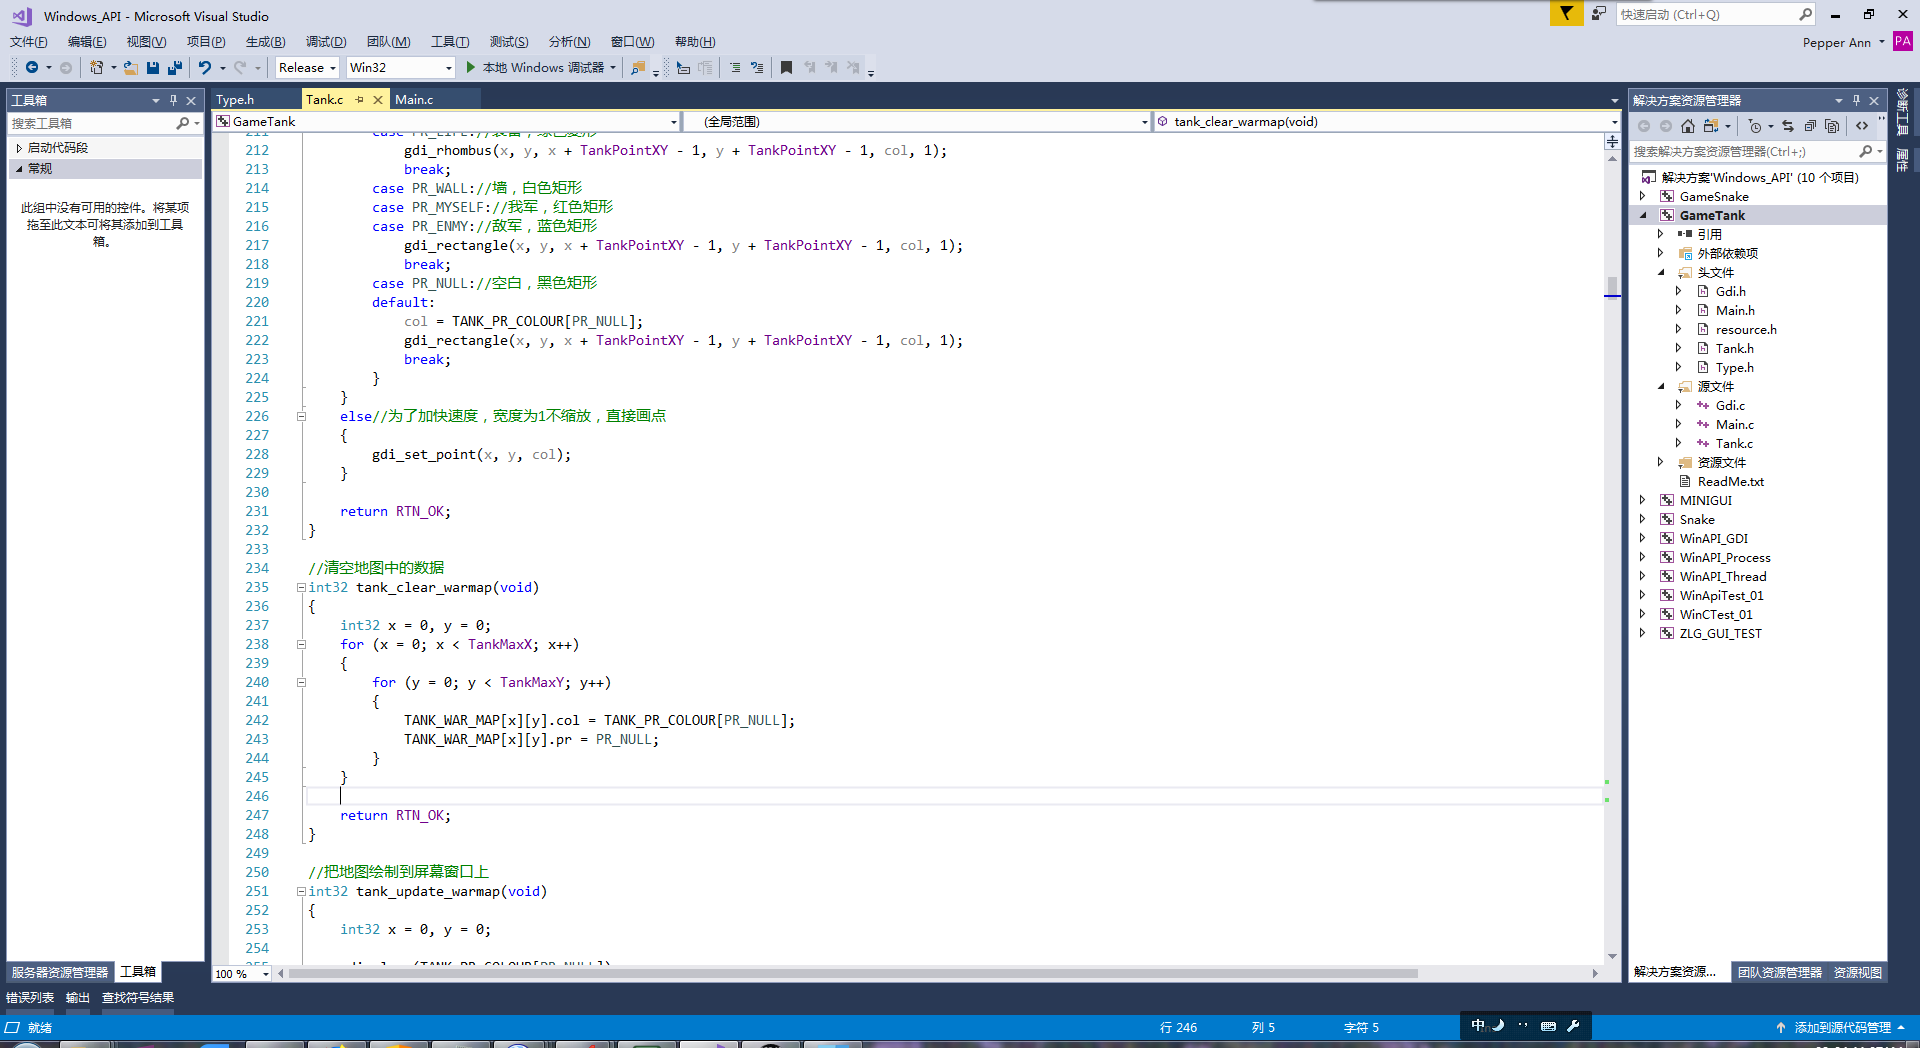 Windows_API - Microsoft Visual Studio
快速启动 (Ctrl+Q)
文件(F) 编辑(E) 视图(V) 项目(P) 生成(B) 调试(D) 团队(M) 工具(T) 测试(S) 分析(N) 窗口(W) 帮助(H)
Pepper Ann PA
Release Win32 本地 Windows 调试器
工具箱
搜索工具箱
启动代码段
常规
此组中没有可用的控件。将某项
拖至此文本可将其添加到工具
箱。
服务器资源管理器 工具箱
Type.h Tank.c Main.c
GameTank (全局范围) tank_clear_warmap(void)
212 gdi_rhombus(x, y, x + TankPointXY - 1, y + TankPointXY - 1, col, 1);
213 break;
214 case PR_WALL://墙，白色矩形
215 case PR_MYSELF://我军，红色矩形
216 case PR_ENMY://敌军，蓝色矩形
217 gdi_rectangle(x, y, x + TankPointXY - 1, y + TankPointXY - 1, col, 1);
218 break;
219 case PR_NULL://空白，黑色矩形
220 default:
221 col = TANK_PR_COLOUR[PR_NULL];
222 gdi_rectangle(x, y, x + TankPointXY - 1, y + TankPointXY - 1, col, 1);
223 break;
224 }
225 }
226 else//为了加快速度，宽度为1不缩放，直接画点
227 {
228 gdi_set_point(x, y, col);
229 }
230
231 return RTN_OK;
232 }
233
234 //清空地图中的数据
235 int32 tank_clear_warmap(void)
236 {
237 int32 x = 0, y = 0;
238 for (x = 0; x < TankMaxX; x++)
239 {
240 for (y = 0; y < TankMaxY; y++)
241 {
242 TANK_WAR_MAP[x][y].col = TANK_PR_COLOUR[PR_NULL];
243 TANK_WAR_MAP[x][y].pr = PR_NULL;
244 }
245 }
246
247 return RTN_OK;
248 }
249
250 //把地图绘制到屏幕窗口上
251 int32 tank_update_warmap(void)
252 {
253 int32 x = 0, y = 0;
254
100 %
解决方案资源管理器
搜索解决方案资源管理器(Ctrl+;)
解决方案'Windows_API' (10 个项目)
GameSnake
GameTank
引用
外部依赖项
头文件
Gdi.h
Main.h
resource.h
Tank.h
Type.h
源文件
Gdi.c
Main.c
Tank.c
资源文件
ReadMe.txt
MINIGUI
Snake
WinAPI_GDI
WinAPI_Process
WinAPI_Thread
WinApiTest_01
WinCTest_01
ZLG_GUI_TEST
解决方案资源... 团队资源管理器 资源视图
诊断工具
属性
错误列表 输出 查找符号结果
就绪 行 246 列 5 字符 5 中 添加到源代码管理